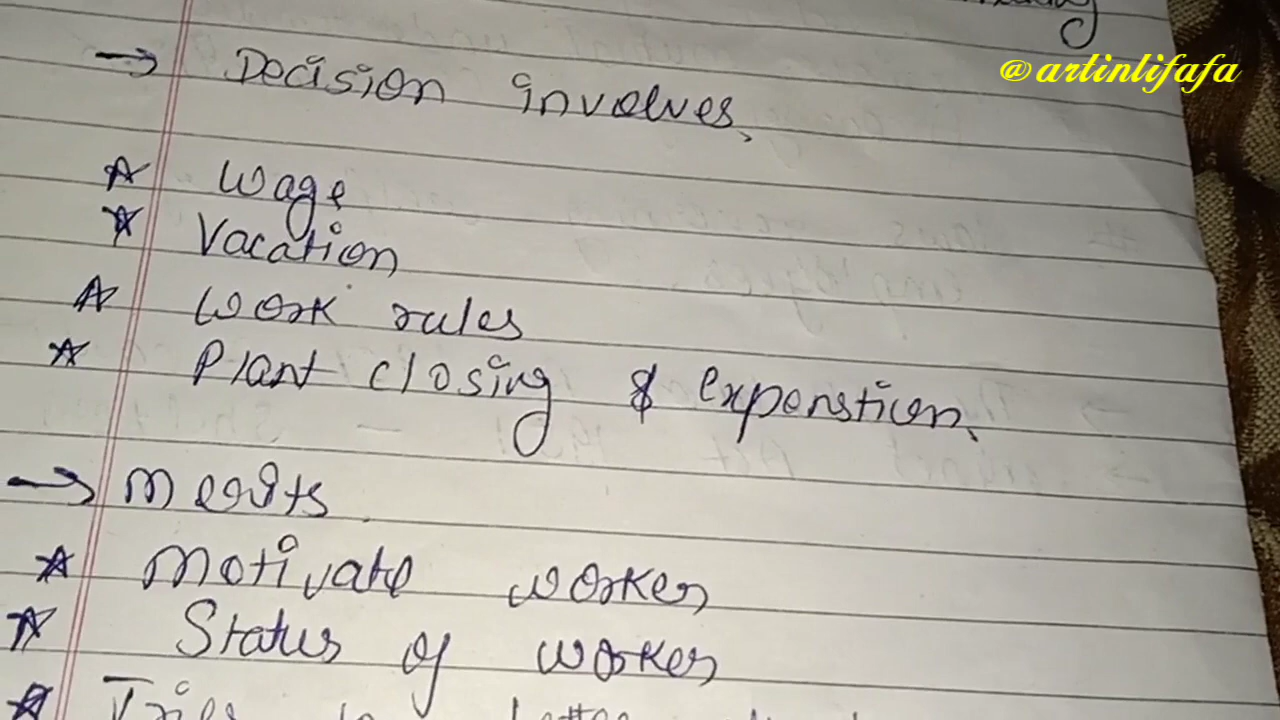 @artinlifafa
→ Decision involves,
☆ Wage
☆ Vacation
☆ Work rules
☆ Plant closing & expenstion.
→ Merits.
☆ Motivate worker
☆ Status of worker
☆